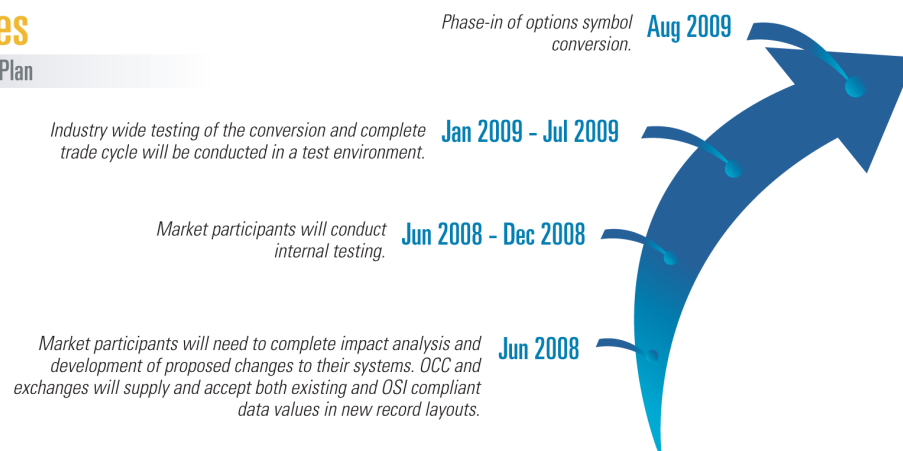 es
Plan
Phase-in of options symbol
conversion.
Aug 2009
Industry wide testing of the conversion and complete
trade cycle will be conducted in a test environment.
Jan 2009 - Jul 2009
Market participants will conduct
internal testing.
Jun 2008 - Dec 2008
Market participants will need to complete impact analysis and
development of proposed changes to their systems. OCC and
exchanges will supply and accept both existing and OSI compliant
data values in new record layouts.
Jun 2008